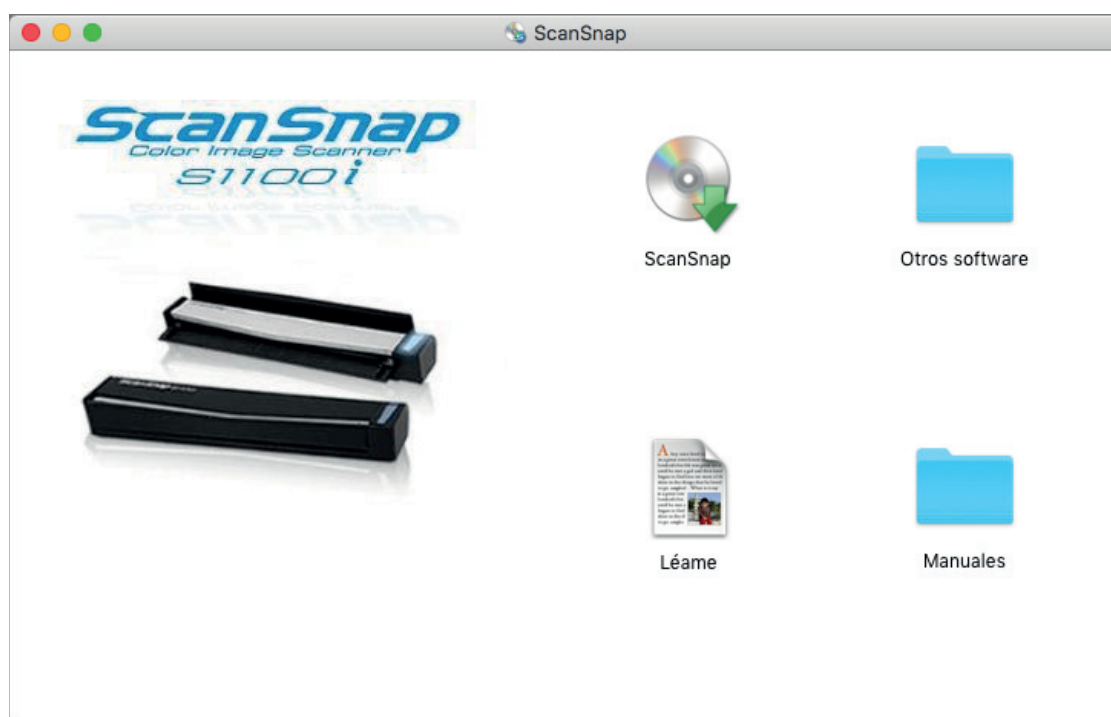 ScanSnap
ScanSnap
Color Image Scanner
S1100i
ScanSnap
Otros software
Léame
Manuales